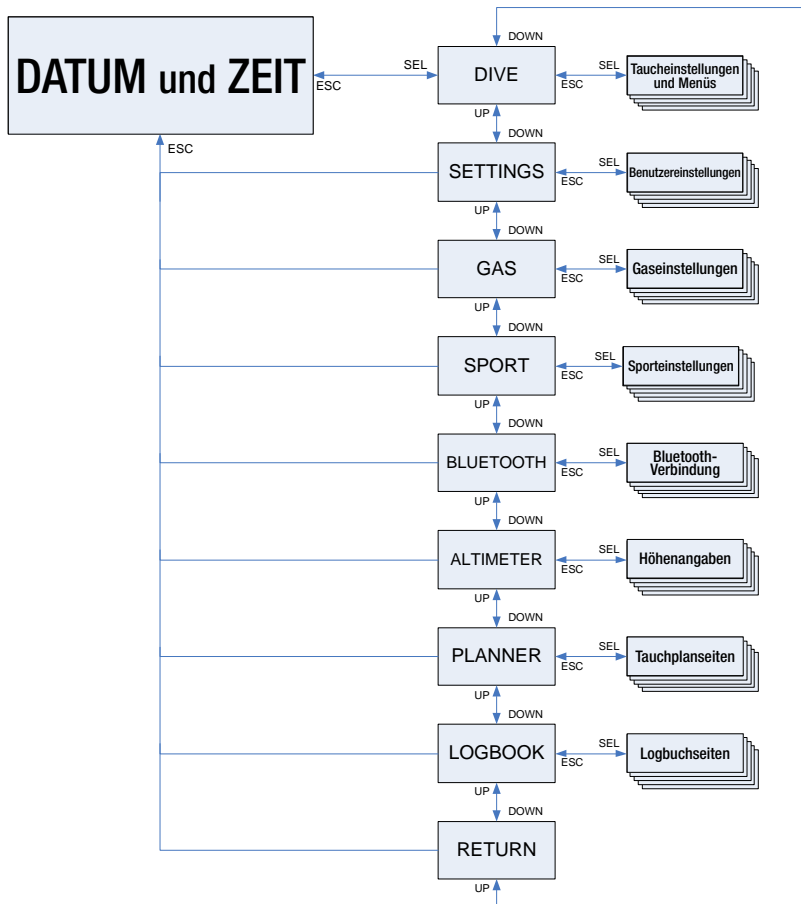 DOWN
DATUM und ZEIT
SEL
ESC
DIVE
SEL
ESC
Taucheinstellungen
und Menüs
UP
DOWN
ESC
SETTINGS
SEL
ESC
Benutzereinstellungen
UP
DOWN
GAS
SEL
ESC
Gaseinstellungen
UP
DOWN
SPORT
SEL
ESC
Sporteinstellungen
UP
DOWN
BLUETOOTH
SEL
ESC
Bluetooth-
Verbindung
UP
DOWN
ALTIMETER
SEL
ESC
Höhenangaben
UP
DOWN
PLANNER
SEL
ESC
Tauchplanseiten
UP
DOWN
LOGBOOK
SEL
ESC
Logbuchseiten
UP
DOWN
RETURN
UP